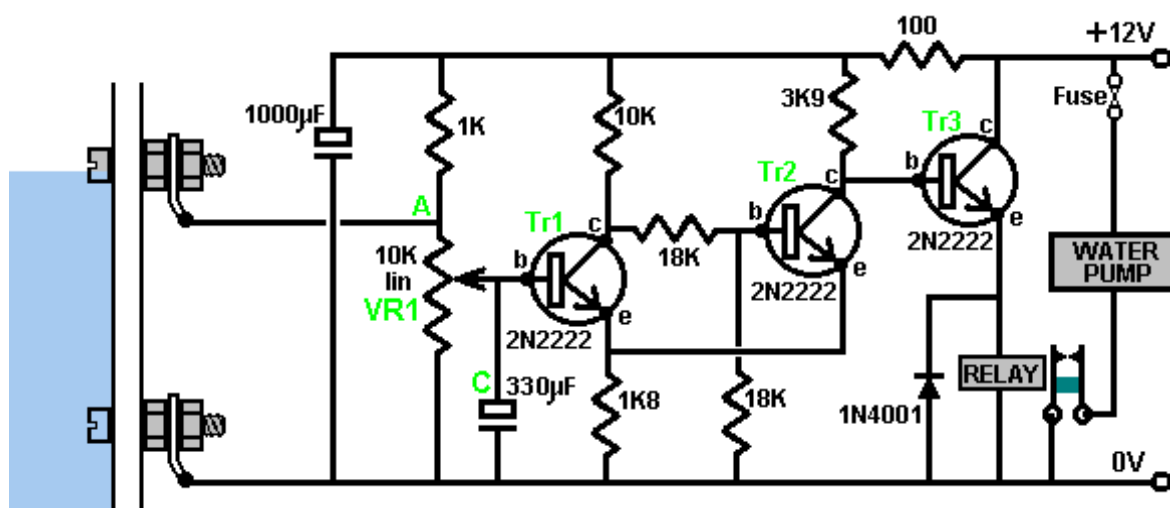 100
+12V
1000µF
1K
10K
3K9
Fuse
Tr3
c
b
e
2N2222
Tr2
c
b
e
2N2222
A
Tr1
c
b
e
2N2222
18K
10K
lin
VR1
WATER
PUMP
C
330µF
1K8
18K
1N4001
RELAY
0V